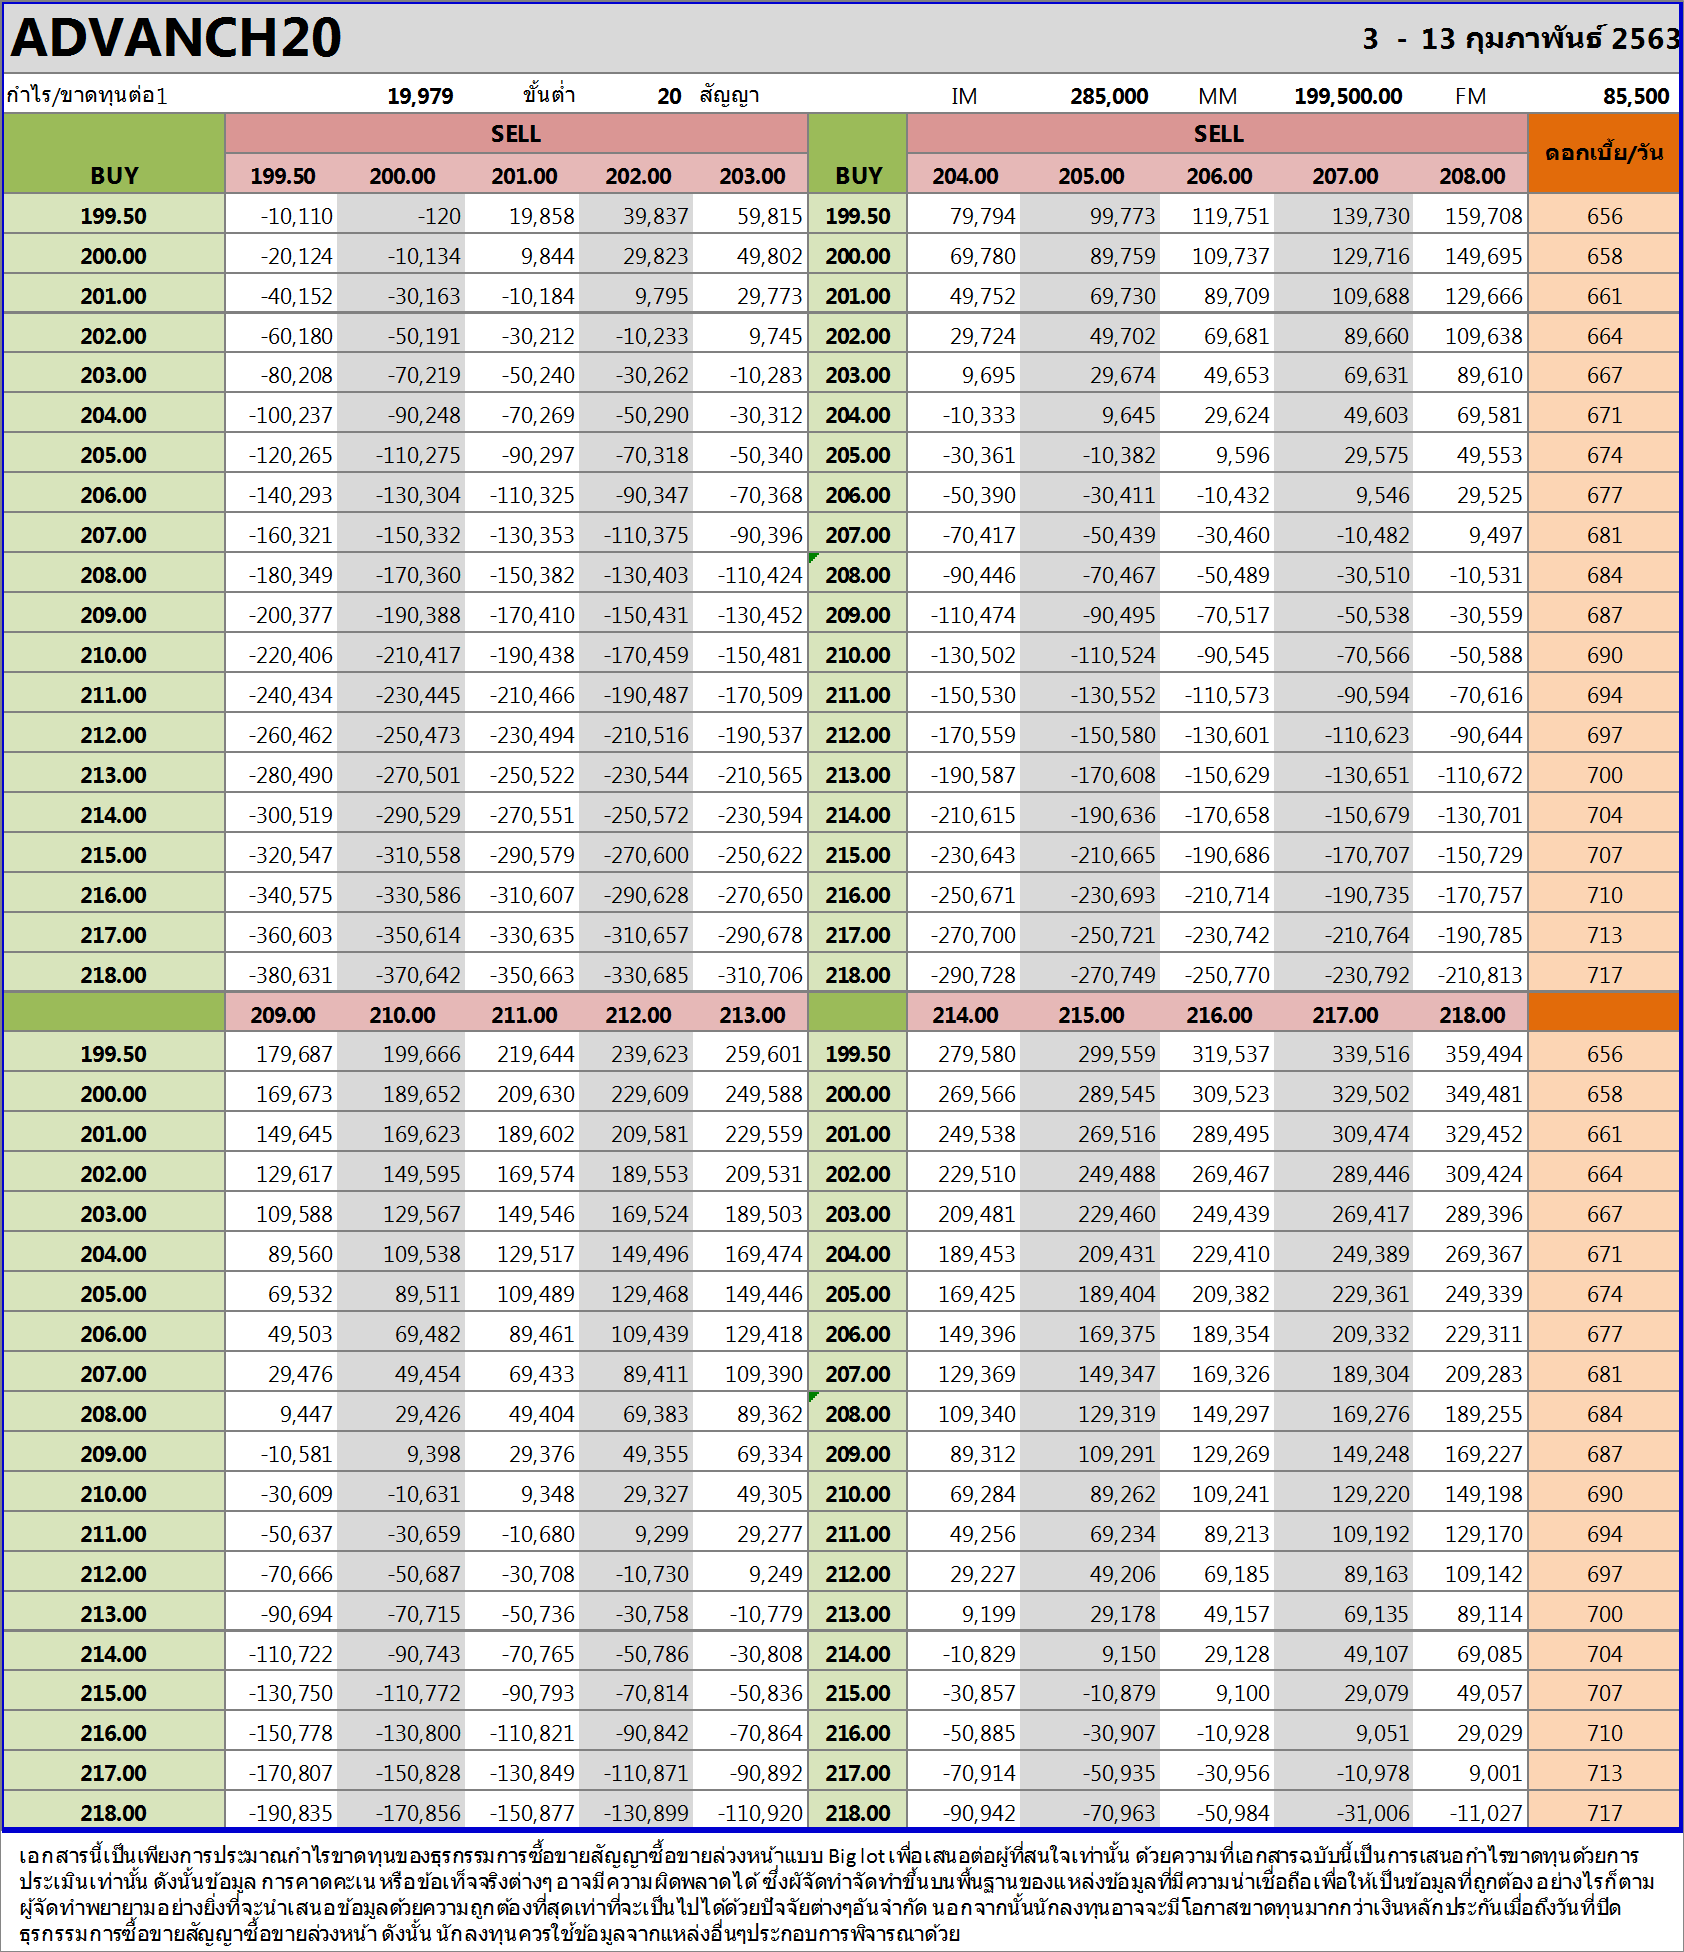 ADVANCH20 3 - 13 กุมภาพันธ์ 2563
กำไร/ขาดทุนต่อ1 19,979 ขั้นต่ำ 20 สัญญา IM 285,000 MM 199,500.00 FM 85,500
SELL SELL
BUY 199.50 200.00 201.00 202.00 203.00 BUY 204.00 205.00 206.00 207.00 208.00 ดอกเบี้ย/วัน
199.50 -10,110 -120 19,858 39,837 59,815 199.50 79,794 99,773 119,751 139,730 159,708 656
200.00 -20,124 -10,134 9,844 29,823 49,802 200.00 69,780 89,759 109,737 129,716 149,695 658
201.00 -40,152 -30,163 -10,184 9,795 29,773 201.00 49,752 69,730 89,709 109,688 129,666 661
202.00 -60,180 -50,191 -30,212 -10,233 9,745 202.00 29,724 49,702 69,681 89,660 109,638 664
203.00 -80,208 -70,219 -50,240 -30,262 -10,283 203.00 9,695 29,674 49,653 69,631 89,610 667
204.00 -100,237 -90,248 -70,269 -50,290 -30,312 204.00 -10,333 9,645 29,624 49,603 69,581 671
205.00 -120,265 -110,275 -90,297 -70,318 -50,340 205.00 -30,361 -10,382 9,596 29,575 49,553 674
206.00 -140,293 -130,304 -110,325 -90,347 -70,368 206.00 -50,390 -30,411 -10,432 9,546 29,525 677
207.00 -160,321 -150,332 -130,353 -110,375 -90,396 207.00 -70,417 -50,439 -30,460 -10,482 9,497 681
208.00 -180,349 -170,360 -150,382 -130,403 -110,424 208.00 -90,446 -70,467 -50,489 -30,510 -10,531 684
209.00 -200,377 -190,388 -170,410 -150,431 -130,452 209.00 -110,474 -90,495 -70,517 -50,538 -30,559 687
210.00 -220,406 -210,417 -190,438 -170,459 -150,481 210.00 -130,502 -110,524 -90,545 -70,566 -50,588 690
211.00 -240,434 -230,445 -210,466 -190,487 -170,509 211.00 -150,530 -130,552 -110,573 -90,594 -70,616 694
212.00 -260,462 -250,473 -230,494 -210,516 -190,537 212.00 -170,559 -150,580 -130,601 -110,623 -90,644 697
213.00 -280,490 -270,501 -250,522 -230,544 -210,565 213.00 -190,587 -170,608 -150,629 -130,651 -110,672 700
214.00 -300,519 -290,529 -270,551 -250,572 -230,594 214.00 -210,615 -190,636 -170,658 -150,679 -130,701 704
215.00 -320,547 -310,558 -290,579 -270,600 -250,622 215.00 -230,643 -210,665 -190,686 -170,707 -150,729 707
216.00 -340,575 -330,586 -310,607 -290,628 -270,650 216.00 -250,671 -230,693 -210,714 -190,735 -170,757 710
217.00 -360,603 -350,614 -330,635 -310,657 -290,678 217.00 -270,700 -250,721 -230,742 -210,764 -190,785 713
218.00 -380,631 -370,642 -350,663 -330,685 -310,706 218.00 -290,728 -270,749 -250,770 -230,792 -210,813 717
209.00 210.00 211.00 212.00 213.00 214.00 215.00 216.00 217.00 218.00
199.50 179,687 199,666 219,644 239,623 259,601 199.50 279,580 299,559 319,537 339,516 359,494 656
200.00 169,673 189,652 209,630 229,609 249,588 200.00 269,566 289,545 309,523 329,502 349,481 658
201.00 149,645 169,623 189,602 209,581 229,559 201.00 249,538 269,516 289,495 309,474 329,452 661
202.00 129,617 149,595 169,574 189,553 209,531 202.00 229,510 249,488 269,467 289,446 309,424 664
203.00 109,588 129,567 149,546 169,524 189,503 203.00 209,481 229,460 249,439 269,417 289,396 667
204.00 89,560 109,538 129,517 149,496 169,474 204.00 189,453 209,431 229,410 249,389 269,367 671
205.00 69,532 89,511 109,489 129,468 149,446 205.00 169,425 189,404 209,382 229,361 249,339 674
206.00 49,503 69,482 89,461 109,439 129,418 206.00 149,396 169,375 189,354 209,332 229,311 677
207.00 29,476 49,454 69,433 89,411 109,390 207.00 129,369 149,347 169,326 189,304 209,283 681
208.00 9,447 29,426 49,404 69,383 89,362 208.00 109,340 129,319 149,297 169,276 189,255 684
209.00 -10,581 9,398 29,376 49,355 69,334 209.00 89,312 109,291 129,269 149,248 169,227 687
210.00 -30,609 -10,631 9,348 29,327 49,305 210.00 69,284 89,262 109,241 129,220 149,198 690
211.00 -50,637 -30,659 -10,680 9,299 29,277 211.00 49,256 69,234 89,213 109,192 129,170 694
212.00 -70,666 -50,687 -30,708 -10,730 9,249 212.00 29,227 49,206 69,185 89,163 109,142 697
213.00 -90,694 -70,715 -50,736 -30,758 -10,779 213.00 9,199 29,178 49,157 69,135 89,114 700
214.00 -110,722 -90,743 -70,765 -50,786 -30,808 214.00 -10,829 9,150 29,128 49,107 69,085 704
215.00 -130,750 -110,772 -90,793 -70,814 -50,836 215.00 -30,857 -10,879 9,100 29,079 49,057 707
216.00 -150,778 -130,800 -110,821 -90,842 -70,864 216.00 -50,885 -30,907 -10,928 9,051 29,029 710
217.00 -170,807 -150,828 -130,849 -110,871 -90,892 217.00 -70,914 -50,935 -30,956 -10,978 9,001 713
218.00 -190,835 -170,856 -150,877 -130,899 -110,920 218.00 -90,942 -70,963 -50,984 -31,006 -11,027 717
เอกสารนี้เป็นเพียงการประมาณกำไรขาดทุนของธุรกรรมการซื้อขายสัญญาซื้อขายล่วงหน้าแบบ Big lot เพื่อเสนอต่อผู้ที่สนใจเท่านั้น ด้วยความที่เอกสารฉบับนี้เป็นการเสนอกำไรขาดทุนด้วยการ
ประเมินเท่านั้น ดังนั้นข้อมูล การคาดคะเน หรือข้อเท็จจริงต่างๆ อาจมีความผิดพลาดได้ ซึ่งผู้จัดทำจัดทำขึ้นบนพื้นฐานของแหล่งข้อมูลที่มีความน่าเชื่อถือเพื่อให้เป็นข้อมูลที่ถูกต้อง อย่างไรก็ตาม
ผู้จัดทำพยายามอย่างยิ่งที่จะนำเสนอข้อมูลด้วยความถูกต้องที่สุดเท่าที่จะเป็นไปได้ด้วยปัจจัยต่างๆอันจำกัด นอกจากนั้นนักลงทุนอาจจะมีโอกาสขาดทุนมากกว่าเงินหลักประกันเมื่อถึงวันที่ปิด
ธุรกรรมการซื้อขายสัญญาซื้อขายล่วงหน้า ดังนั้น นักลงทุนควรใช้ข้อมูลจากแหล่งอื่นๆประกอบการพิจารณาด้วย